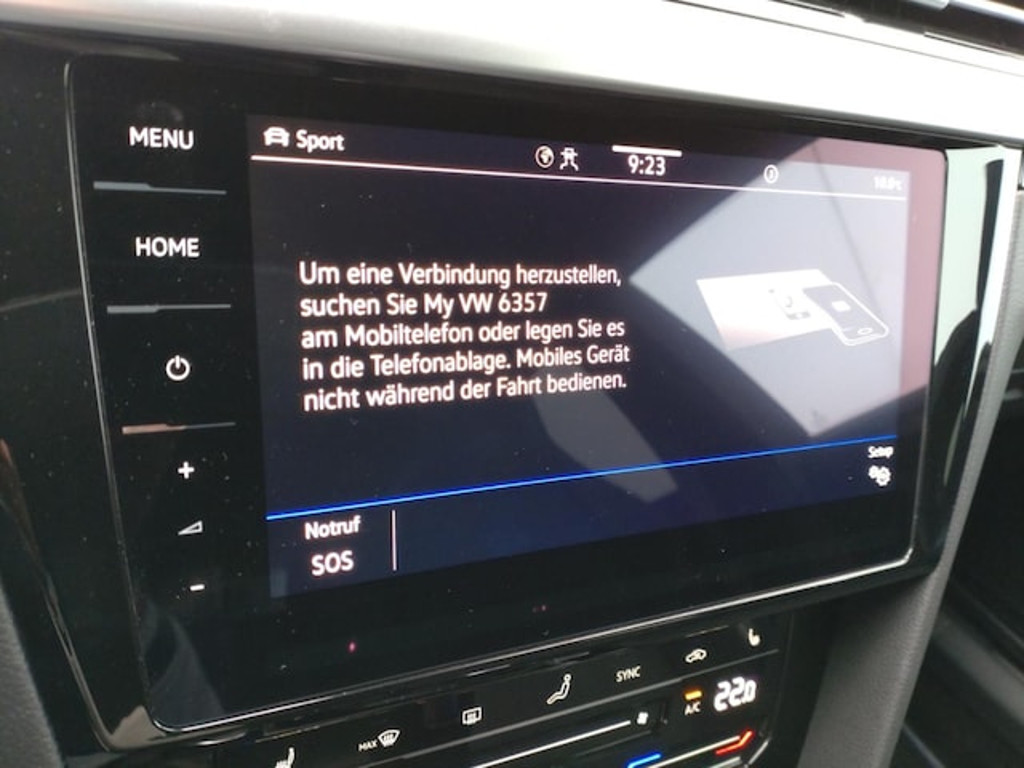 MENU
HOME
Sport
9:23
Um eine Verbindung herzustellen,
suchen Sie My VW 6357
am Mobiltelefon oder legen Sie es
in die Telefonablage. Mobiles Gerät
nicht während der Fahrt bedienen.
Setup
Notruf
SOS
+
-
MAX
SYNC
A/C
22.0